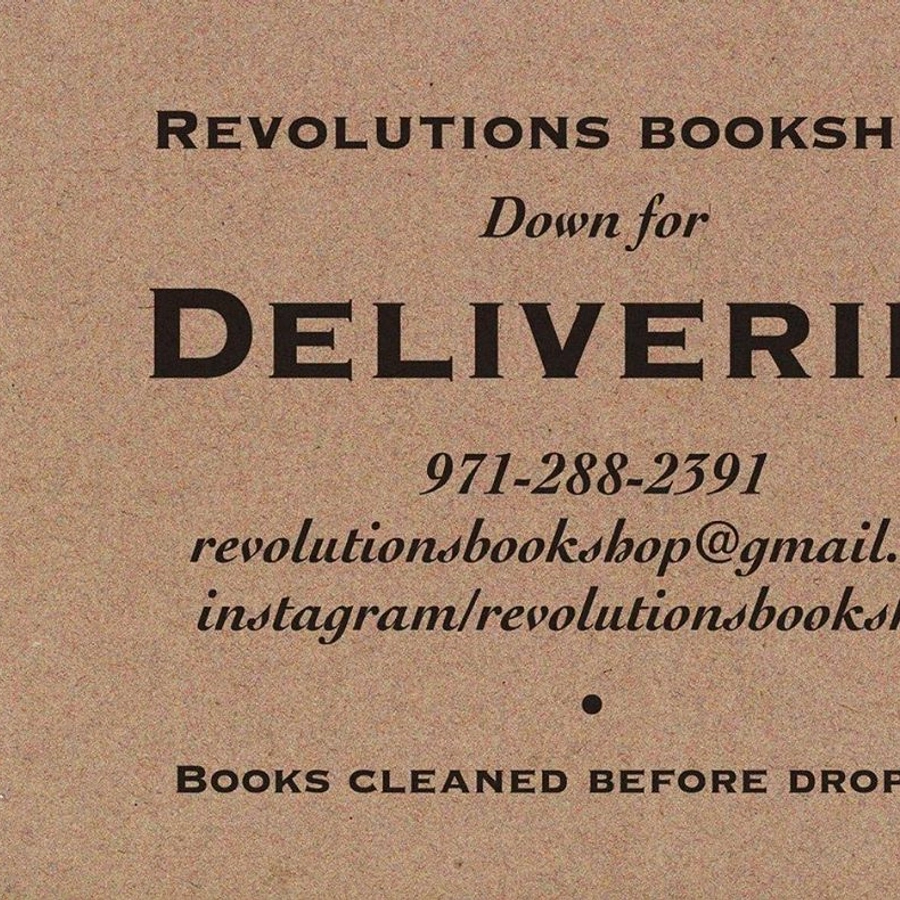 REVOLUTIONS BOOKSH
Down for
DELIVERI
971-288-2391
revolutionsbookshop@gmail.
instagram/revolutionsbooksh
•
BOOKS CLEANED BEFORE DROP